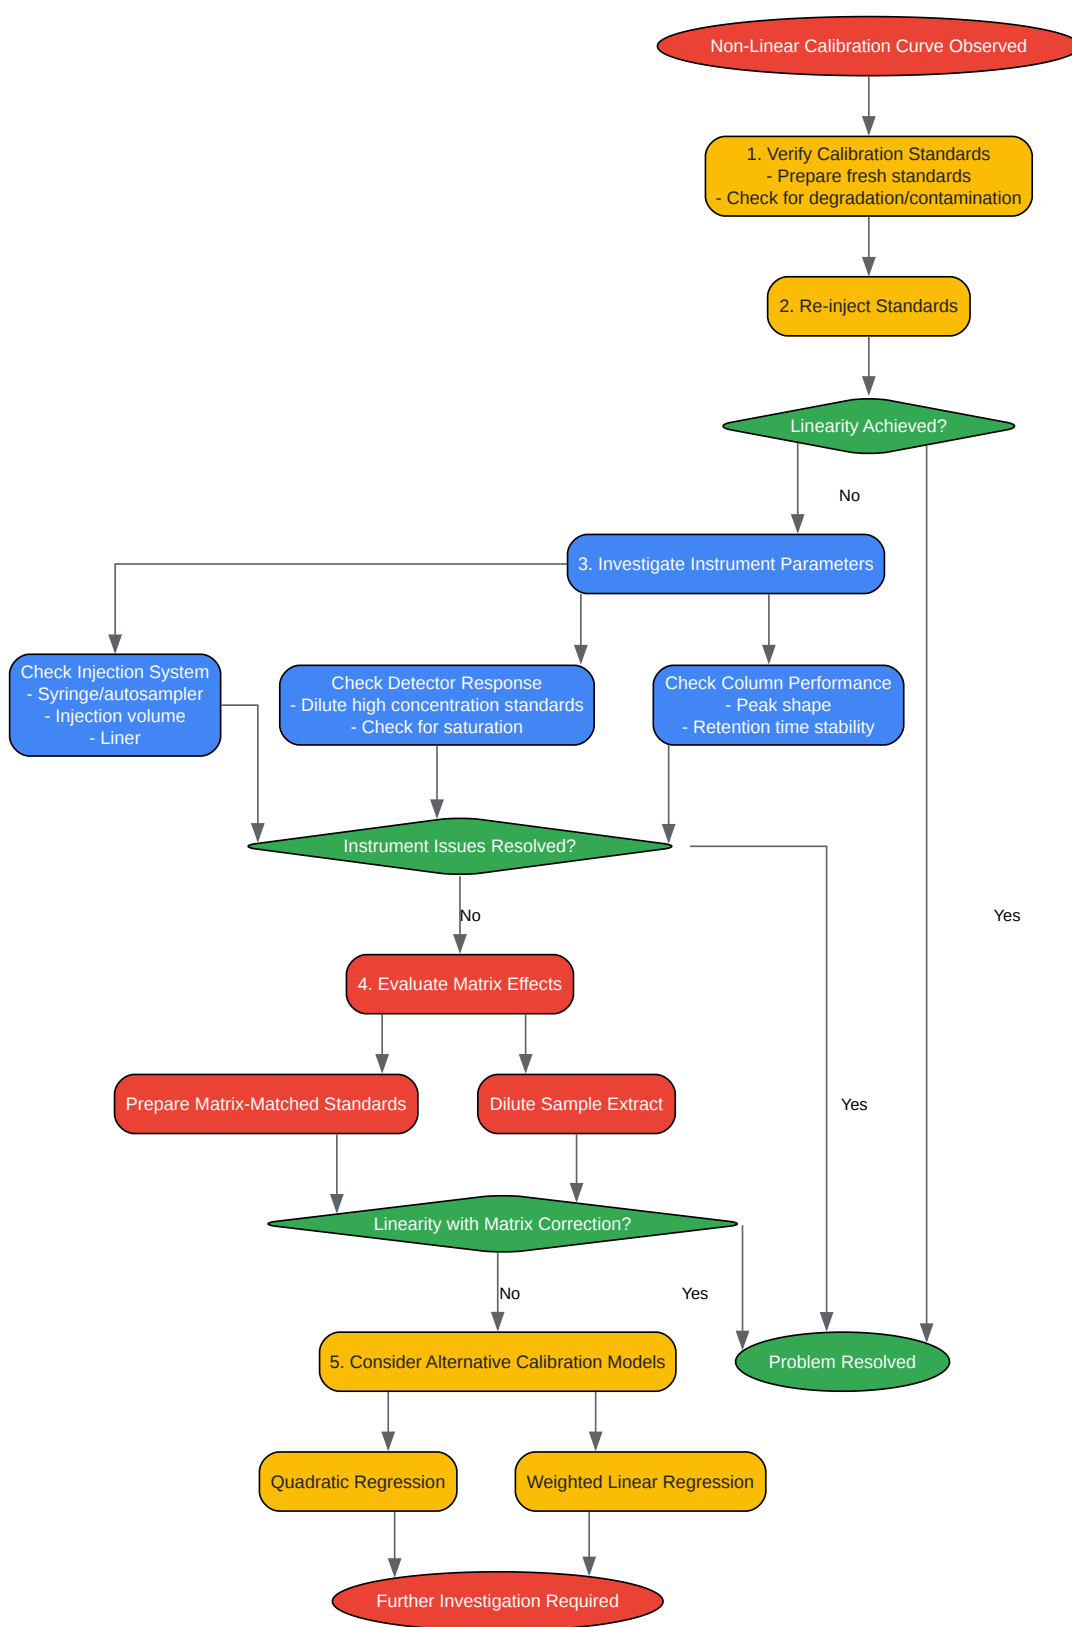 Non-Linear Calibration Curve Observed
1. Verify Calibration Standards
- Prepare fresh standards
- Check for degradation/contamination
2. Re-inject Standards
Linearity Achieved?
No
3. Investigate Instrument Parameters
Check Injection System
- Syringe/autosampler
- Injection volume
- Liner
Check Detector Response
- Dilute high concentration standards
- Check for saturation
Check Column Performance
- Peak shape
- Retention time stability
Instrument Issues Resolved?
No
Yes
4. Evaluate Matrix Effects
Prepare Matrix-Matched Standards
Dilute Sample Extract
Yes
Linearity with Matrix Correction?
No
Yes
5. Consider Alternative Calibration Models
Problem Resolved
Quadratic Regression
Weighted Linear Regression
Further Investigation Required